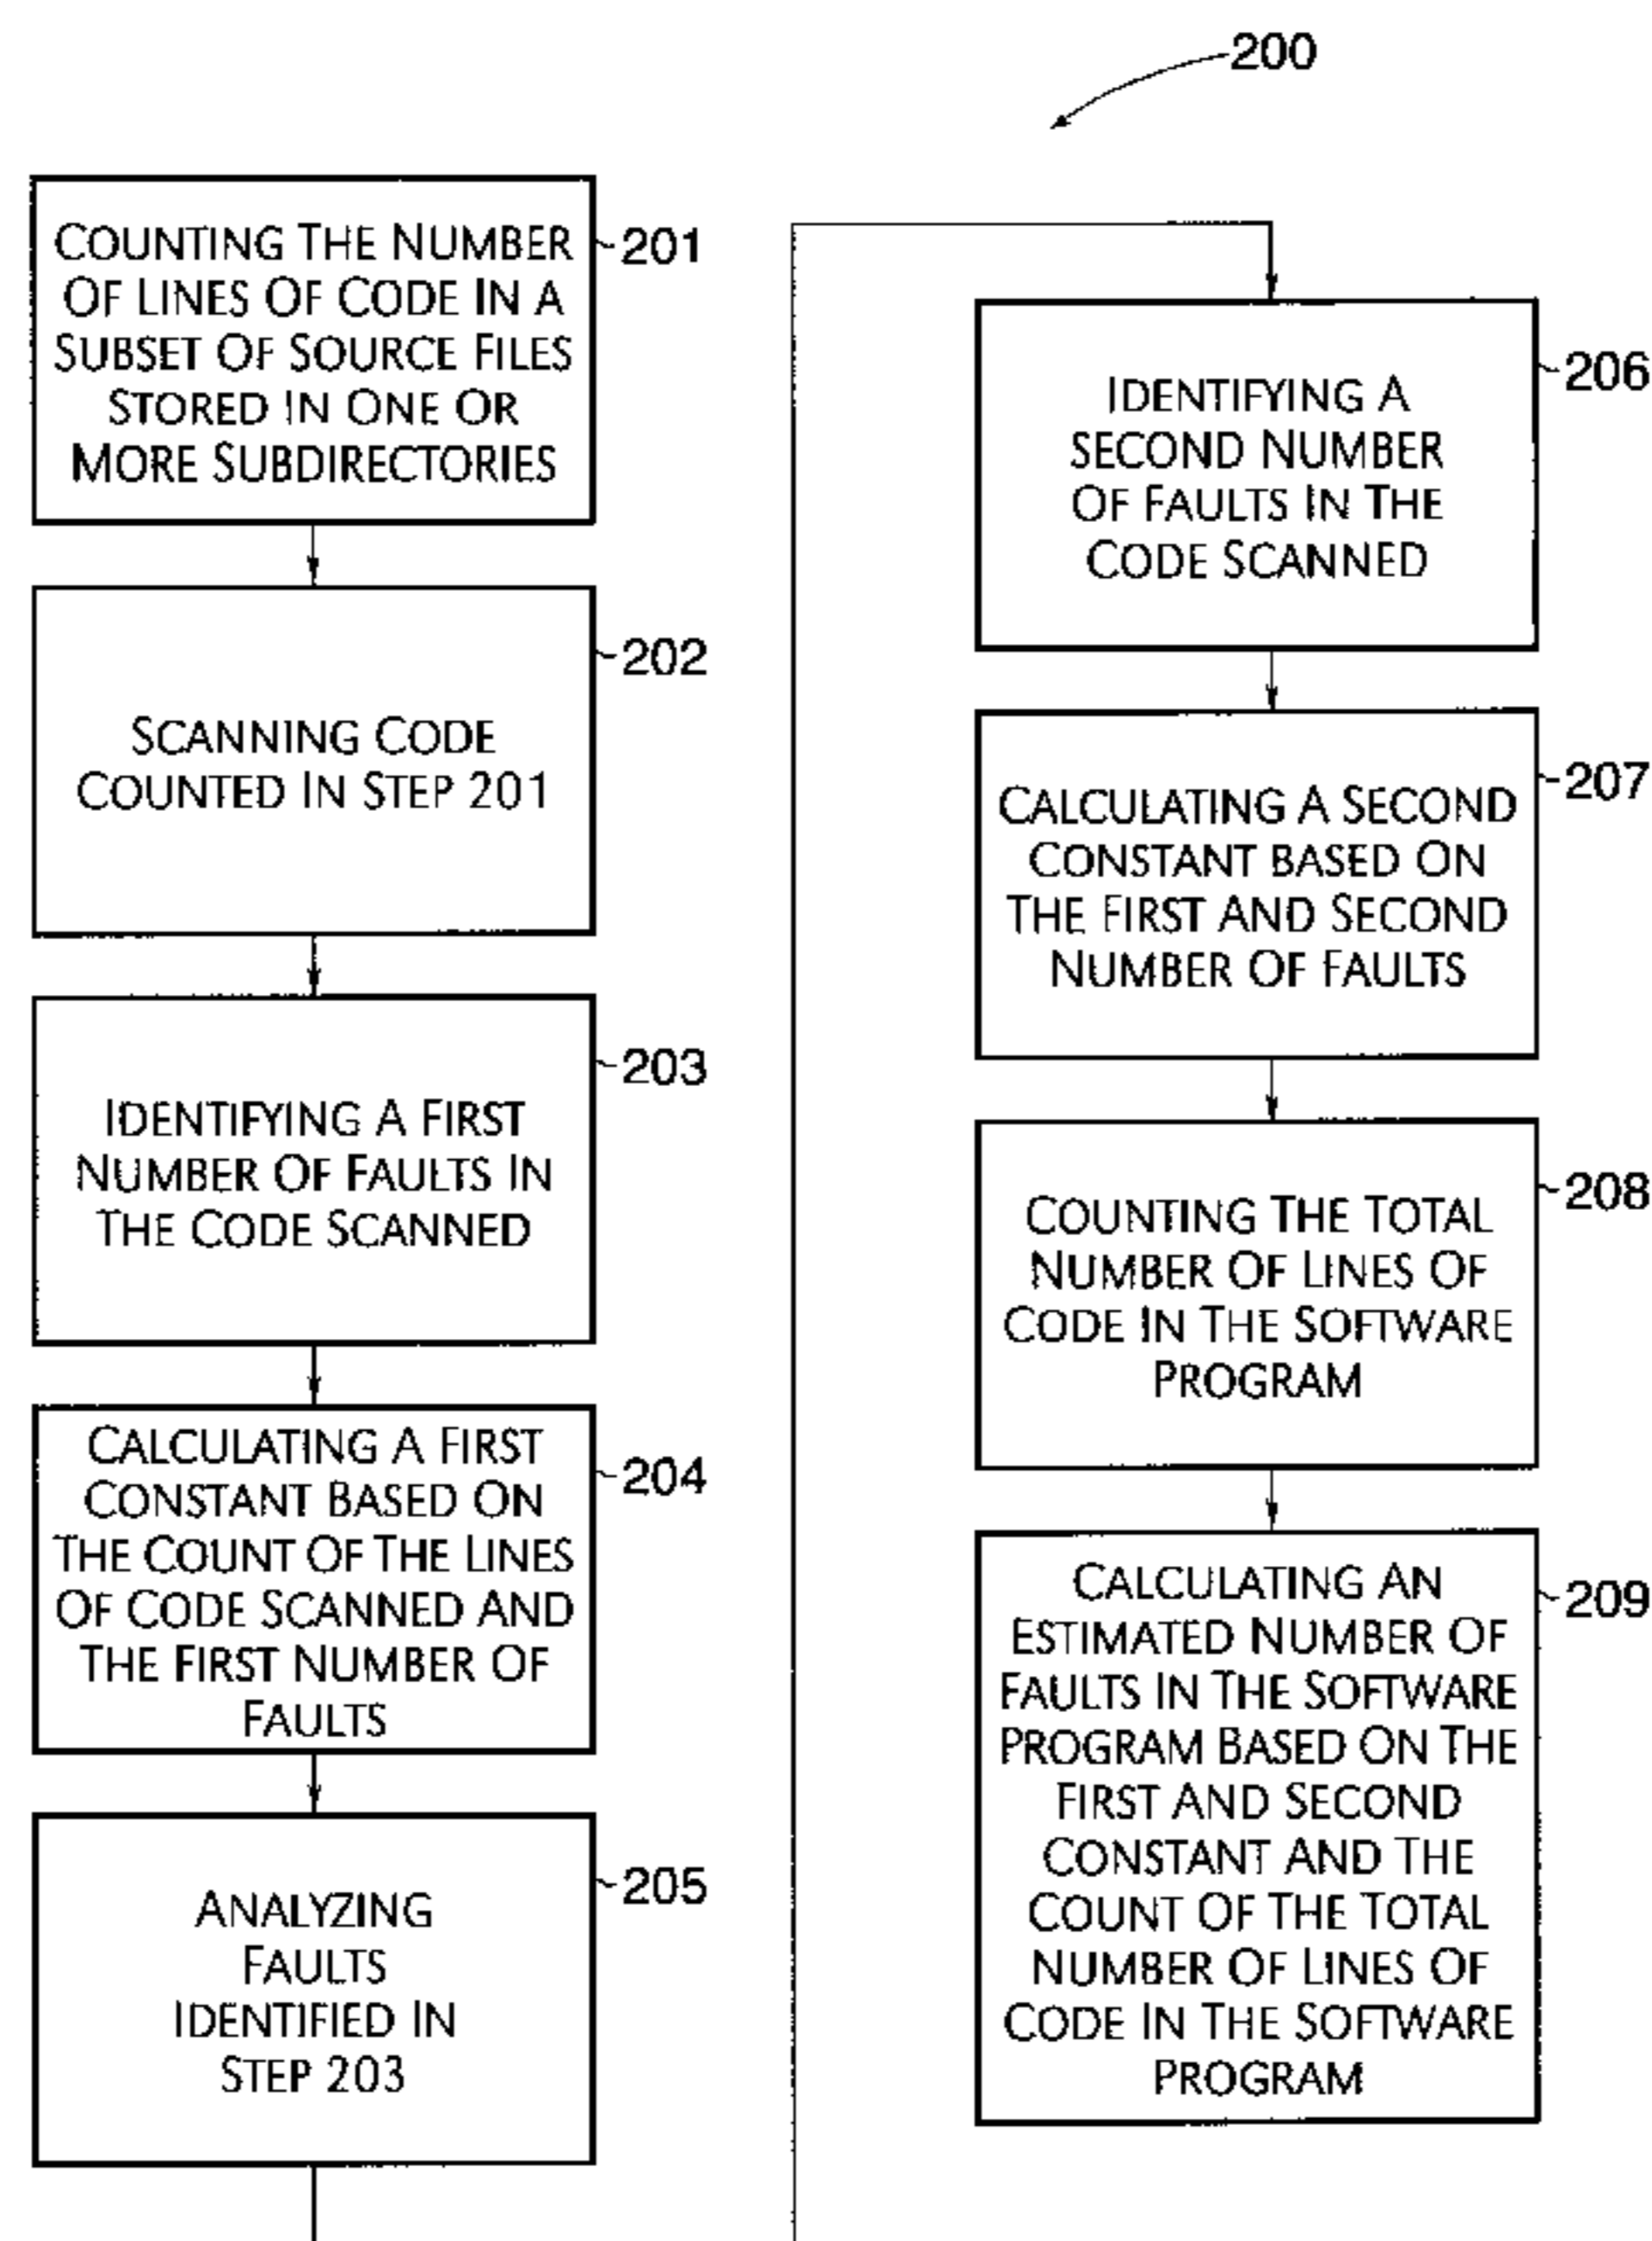 200
COUNTING THE NUMBER
OF LINES OF CODE IN A
SUBSET OF SOURCE FILES
STORED IN ONE OR
MORE SUBDIRECTORIES
201
SCANNING CODE
COUNTED IN STEP 201
202
IDENTIFYING A FIRST
NUMBER OF FAULTS IN
THE CODE SCANNED
203
CALCULATING A FIRST
CONSTANT BASED ON
THE COUNT OF THE LINES
OF CODE SCANNED AND
THE FIRST NUMBER OF
FAULTS
204
ANALYZING
FAULTS
IDENTIFIED IN
STEP 203
205
IDENTIFYING A
SECOND NUMBER
OF FAULTS IN THE
CODE SCANNED
206
CALCULATING A SECOND
CONSTANT BASED ON
THE FIRST AND SECOND
NUMBER OF FAULTS
207
COUNTING THE TOTAL
NUMBER OF LINES OF
CODE IN THE SOFTWARE
PROGRAM
208
CALCULATING AN
ESTIMATED NUMBER OF
FAULTS IN THE SOFTWARE
PROGRAM BASED ON THE
FIRST AND SECOND
CONSTANT AND THE
COUNT OF THE TOTAL
NUMBER OF LINES OF
CODE IN THE SOFTWARE
PROGRAM
209